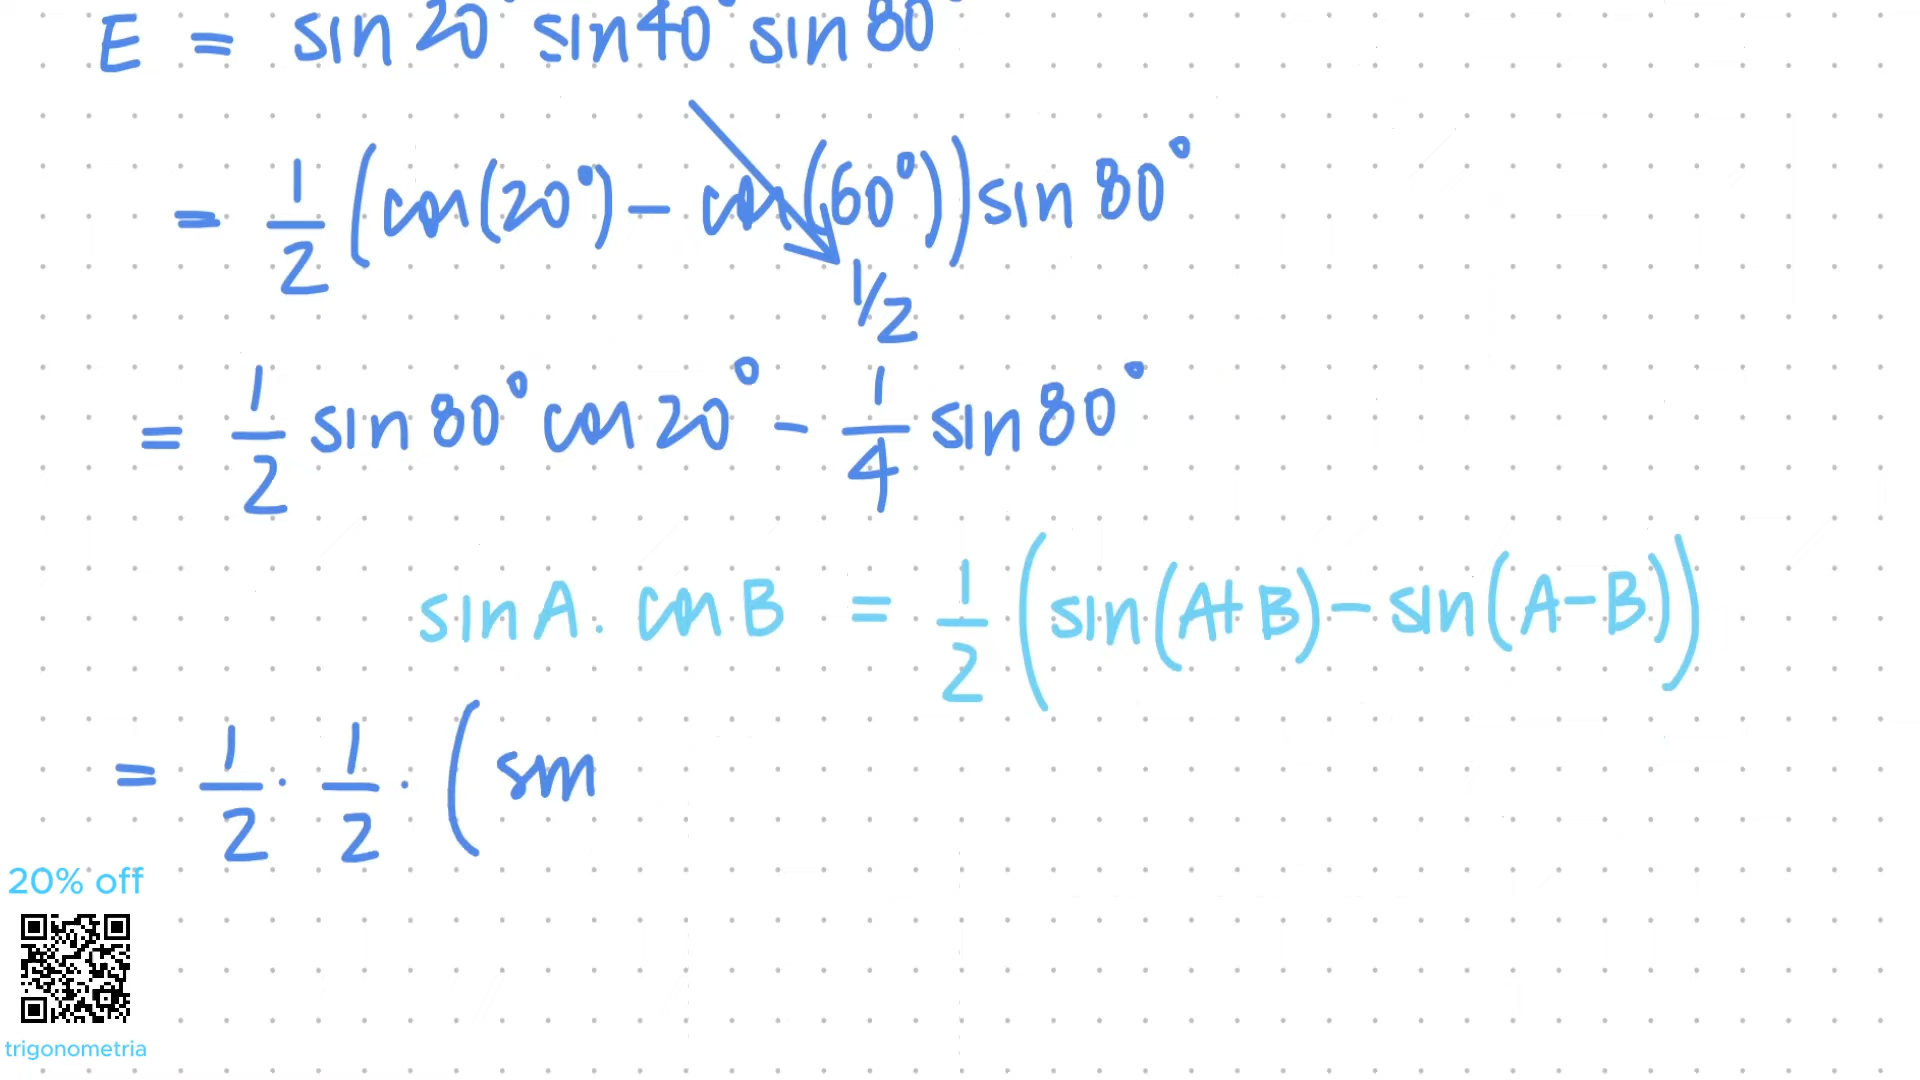 E = sin 20° sin 40° sin 80°
= 1/2 (cos(20°) - cos(60°)) sin 80°
1/2
= 1/2 sin 80° cos 20° - 1/4 sin 80°
sin A . cos B = 1/2 (sin(A+B) - sin(A-B))
= 1/2 . 1/2 . ( sin
20% off
trigonometria